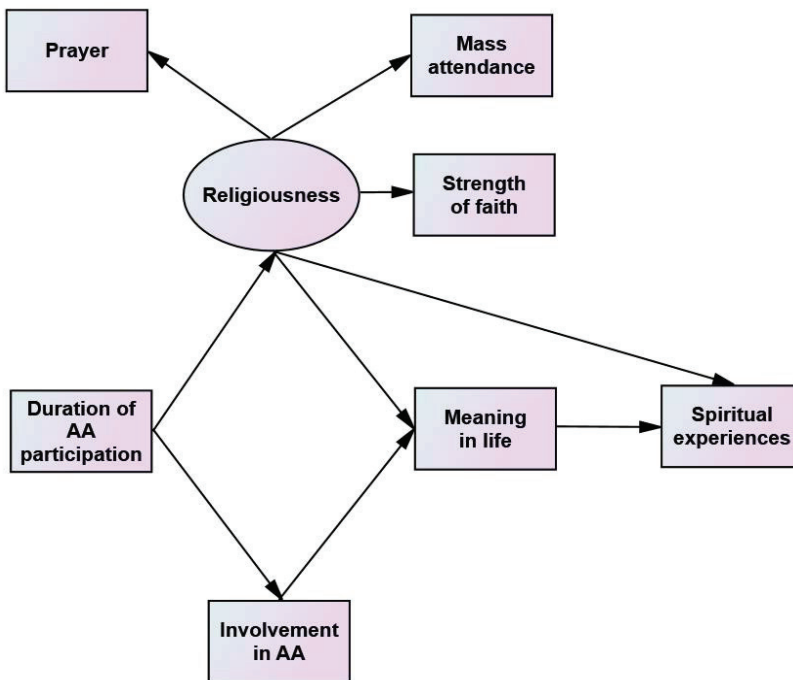 Prayer
Mass
attendance
Religiousness
Strength
of faith
Duration of
AA
participation
Meaning
in life
Spiritual
experiences
Involvement
in AA